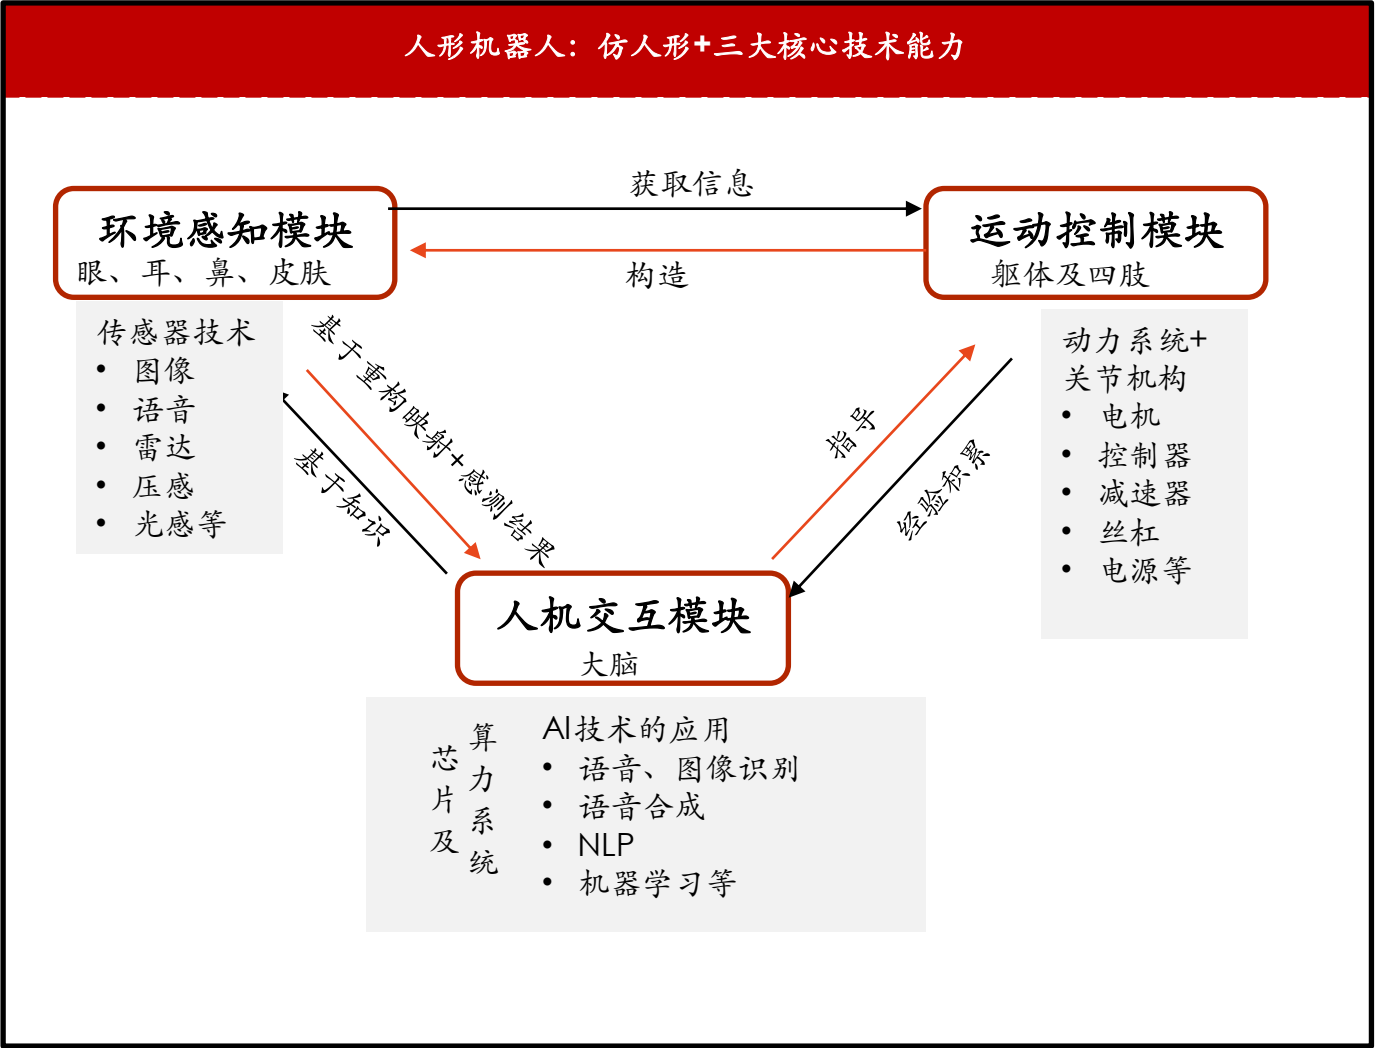 人形机器人：仿人形+三大核心技术能力
获取信息
环境感知模块
眼、耳、鼻、皮肤
运动控制模块
躯体及四肢
构造
传感器技术
• 图像
• 语音
• 雷达
• 压感
• 光感等
基于重构映射+感测结果
基于知识
指导
经验积累
动力系统+
关节机构
• 电机
• 控制器
• 减速器
• 丝杠
• 电源等
人机交互模块
大脑
芯片及
算力系统
AI技术的应用
• 语音、图像识别
• 语音合成
• NLP
• 机器学习等